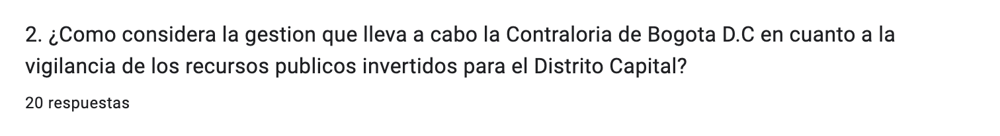 2. ¿Como considera la gestion que lleva a cabo la Contraloria de Bogota D.C en cuanto a la
vigilancia de los recursos publicos invertidos para el Distrito Capital?
20 respuestas